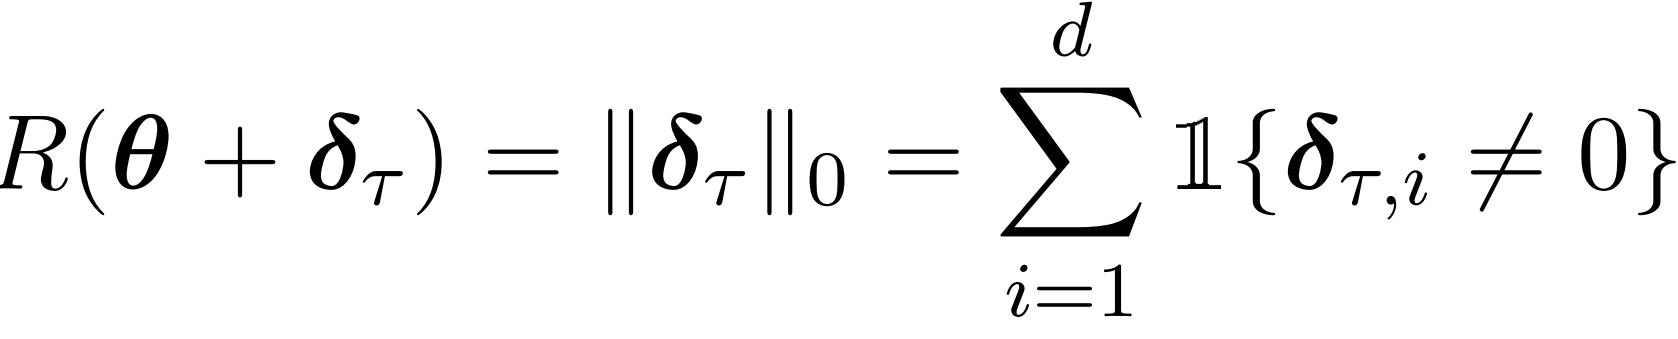 R(𝜽 + 𝜹_τ) = ‖𝜹_τ‖_0 = ∑_{i=1}^{d} 𝟙{𝜹_{τ,i} ≠ 0}